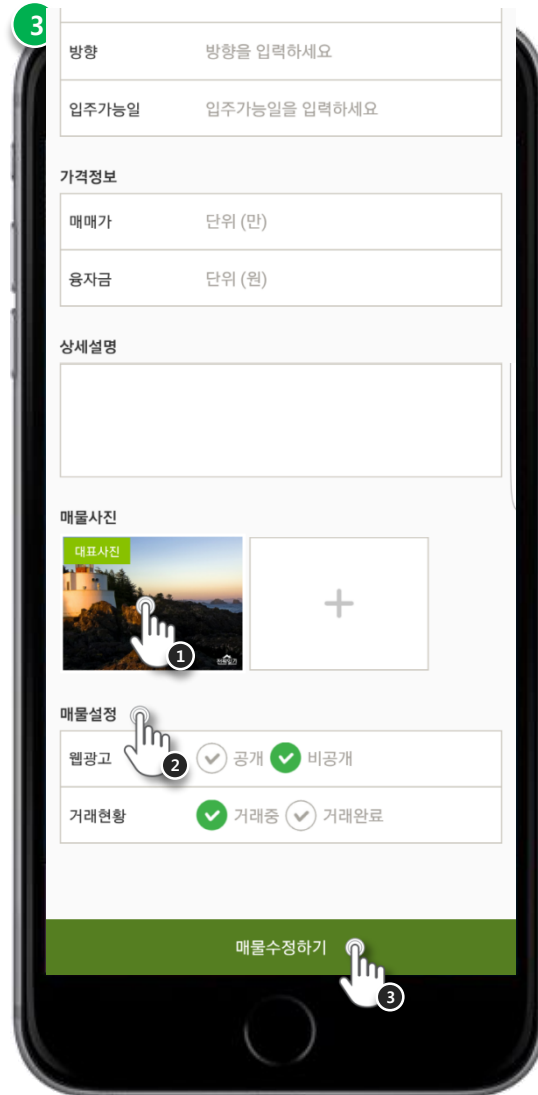 3
방향 방향을 입력하세요
입주가능일 입주가능일을 입력하세요
가격정보
매매가 단위 (만)
융자금 단위 (원)
상세설명
매물사진
대표사진
1
매물설정
웹광고 2 공개 비공개
거래현황 거래중 거래완료
매물수정하기
3